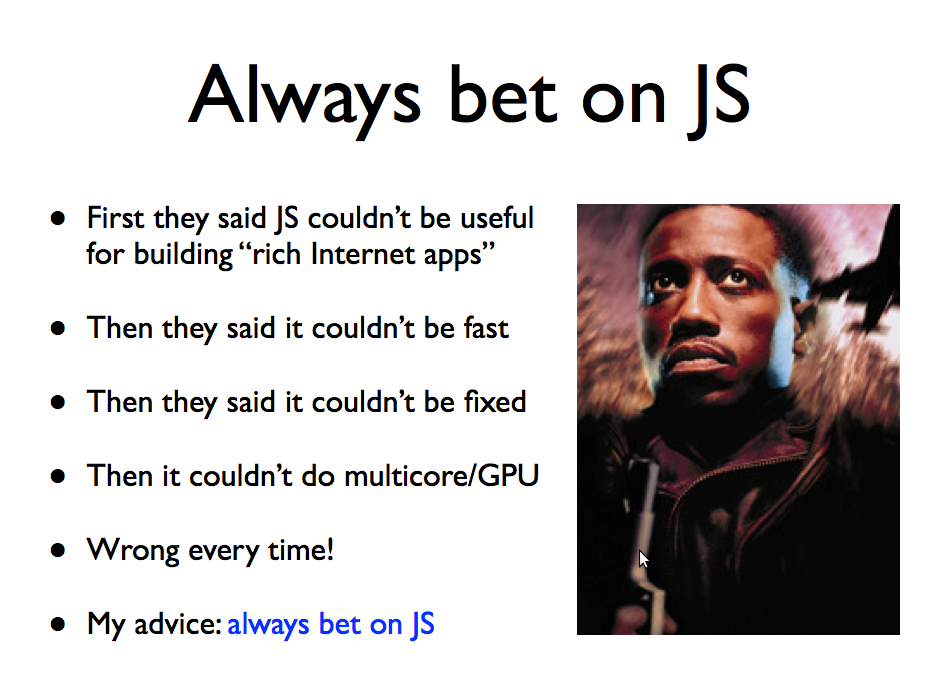 Always bet on JS
• First they said JS couldn’t be useful
for building “rich Internet apps”
• Then they said it couldn’t be fast
• Then they said it couldn’t be fixed
• Then it couldn’t do multicore/GPU
• Wrong every time!
• My advice: always bet on JS